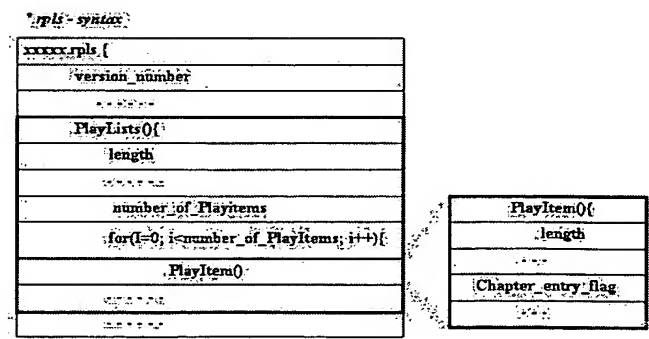 *.rpls - syntax
xxxxx.rpls {
version_number
.......
PlayLists(){
length
.......
number_of_Playitems
for(I=0; i<number_of_PlayItems; i++){
PlayItem()
.......
.......
PlayItem(){
length
....
Chapter_entry_flag
....